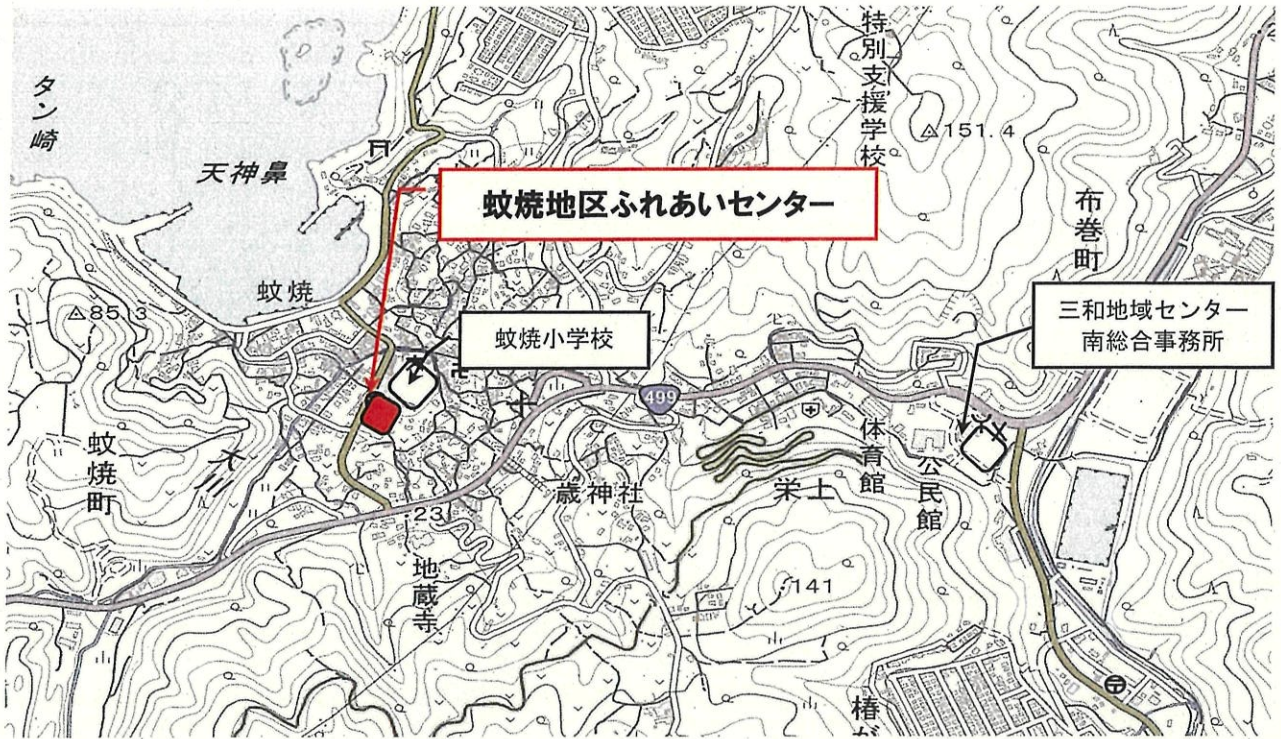 特別支援学校
151.4
タン崎
天神鼻
蚊焼地区ふれあいセンター
布巻町
蚊焼
85.3
蚊焼小学校
三和地域センター
南総合事務所
499
蚊焼町
大川
体育館
公民館
歳神社
栄上
23
地蔵寺
141